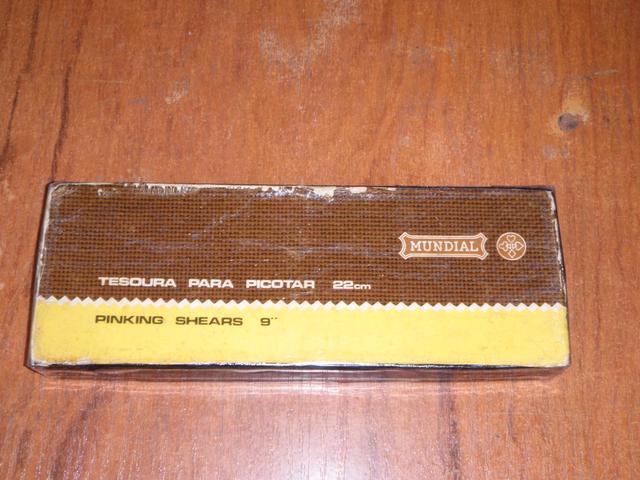 MUNDIAL
TESOURA PARA PICOTAR 22cm
PINKING SHEARS 9"